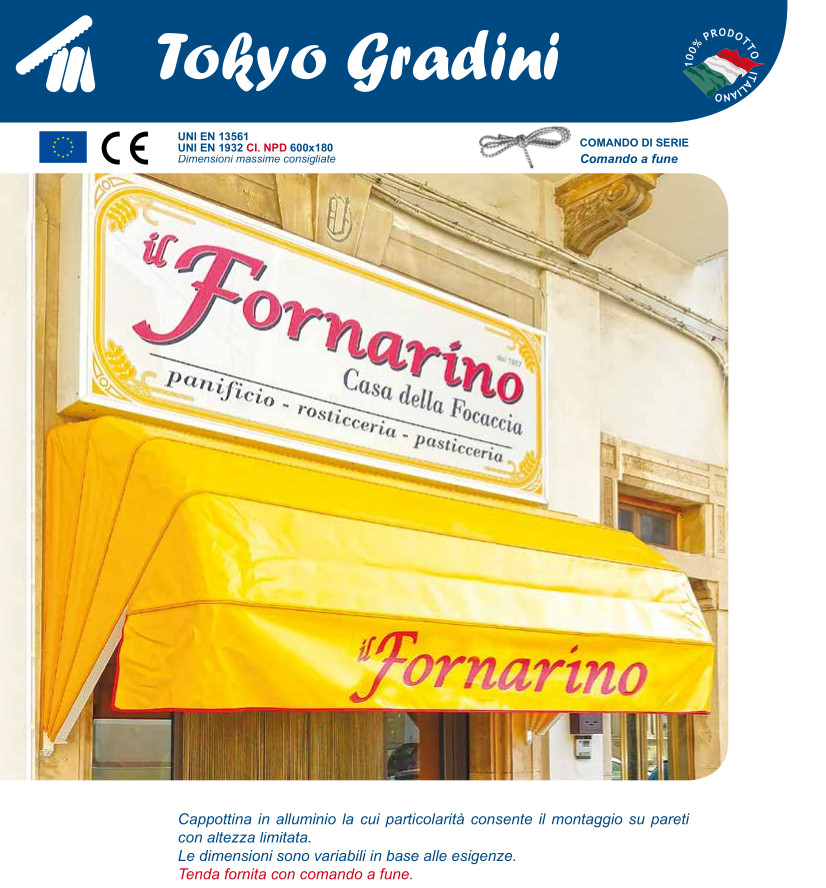 Tokyo Gradini
100% PRODOTTO ITALIANO
CE
UNI EN 13561
UNI EN 1932 Cl. NPD 600x180
Dimensioni massime consigliate
COMANDO DI SERIE
Comando a fune
il Fornarino
dal 1957
Casa della Focaccia
panificio - rosticceria - pasticceria
il Fornarino
Cappottina in alluminio la cui particolarità consente il montaggio su pareti
con altezza limitata.
Le dimensioni sono variabili in base alle esigenze.
Tenda fornita con comando a fune.